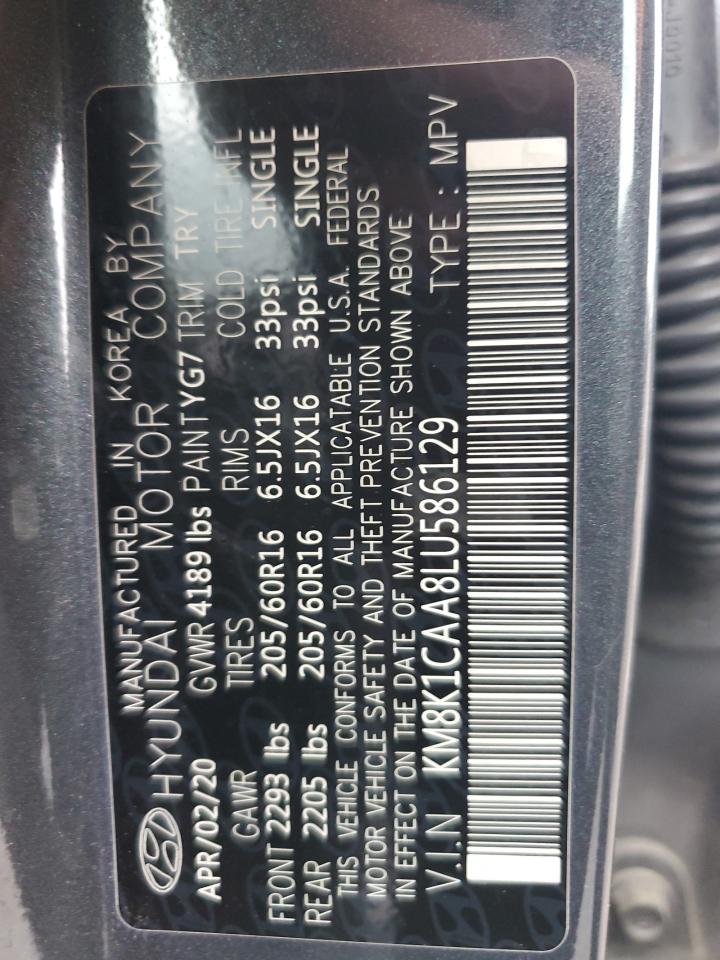 MANUFACTURED IN KOREA BY
HYUNDAI MOTOR COMPANY
APR/02/20 GVWR 4189 lbs PAINT YG7 TRIM TRY
GAWR TIRES RIMS COLD TIRE INFL
FRONT 2293 lbs 205/60R16 6.5JX16 33psi SINGLE
REAR 2205 lbs 205/60R16 6.5JX16 33psi SINGLE
THIS VEHICLE CONFORMS TO ALL APPLICATABLE U.S.A. FEDERAL
MOTOR VEHICLE SAFETY AND THEFT PREVENTION STANDARDS
IN EFFECT ON THE DATE OF MANUFACTURE SHOWN ABOVE
V.I.N KM8K1CAA8LU586129 TYPE : MPV